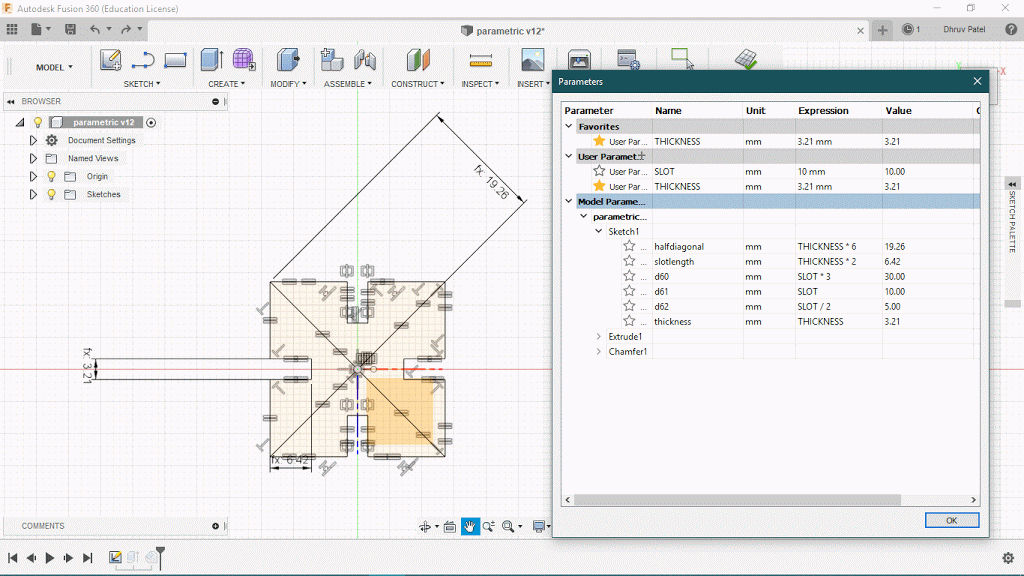 Autodesk Fusion 360 (Education License)
parametric v12*
1
Dhruv Patel
MODEL
SKETCH
CREATE
MODIFY
ASSEMBLE
CONSTRUCT
INSPECT
INSERT
BROWSER
parametric v12
Document Settings
Named Views
Origin
Sketches
fx: 19.26
fx: 3.21
fx: 6.42
Parameters
Parameter Name Unit Expression Value
Favorites
User Par... THICKNESS mm 3.21 mm 3.21
User Paramet...
User Par... SLOT mm 10 mm 10.00
User Par... THICKNESS mm 3.21 mm 3.21
Model Parame...
parametric...
Sketch1
... halfdiagonal mm THICKNESS * 6 19.26
... slotlength mm THICKNESS * 2 6.42
... d60 mm SLOT * 3 30.00
... d61 mm SLOT 10.00
... d62 mm SLOT / 2 5.00
... thickness mm THICKNESS 3.21
Extrude1
Chamfer1
OK
X
SKETCH PALETTE
COMMENTS